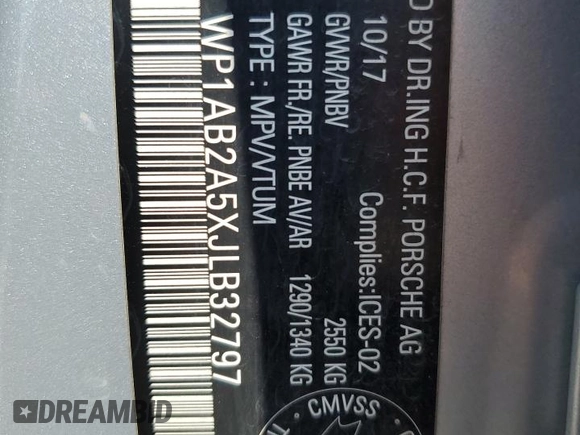 D BY DR.ING H.C.F. PORSCHE AG
10/17 Complies:ICES-02
GVWR/PNBV 2550 KG
GAWR FR./RE. PNBE AV/AR 1290/1340 KG
TYPE : MPV/VTUM
WP1AB2A5XJLB32797
CMVSS
DREAMBID